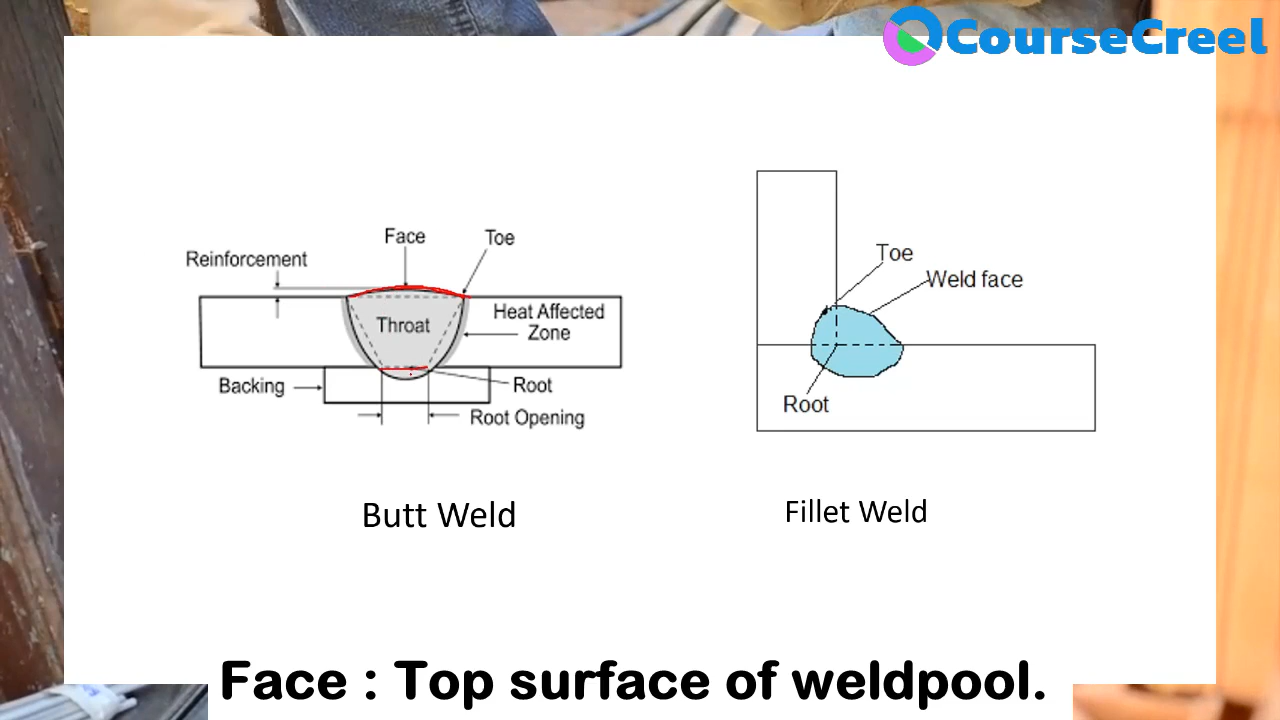 CourseCreel
Face
Toe
Reinforcement
Throat
Heat Affected
Zone
Backing
Root
Root Opening
Butt Weld
Toe
Weld face
Root
Fillet Weld
Face : Top surface of weldpool.